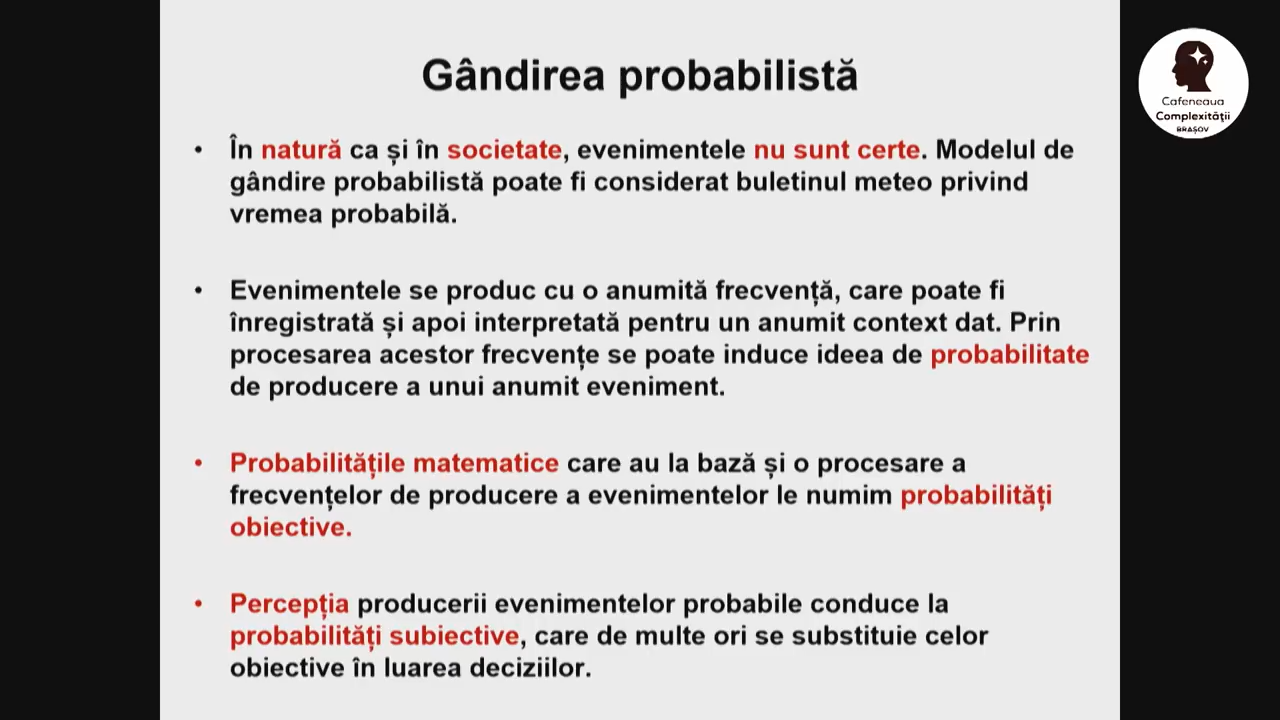 Gândirea probabilistă
Cafeneaua
Complexității
BRAȘOV
• În natură ca și în societate, evenimentele nu sunt certe. Modelul de
gândire probabilistă poate fi considerat buletinul meteo privind
vremea probabilă.
• Evenimentele se produc cu o anumită frecvență, care poate fi
înregistrată și apoi interpretată pentru un anumit context dat. Prin
procesarea acestor frecvențe se poate induce ideea de probabilitate
de producere a unui anumit eveniment.
• Probabilitățile matematice care au la bază și o procesare a
frecvențelor de producere a evenimentelor le numim probabilități
obiective.
• Percepția producerii evenimentelor probabile conduce la
probabilități subiective, care de multe ori se substituie celor
obiective în luarea deciziilor.